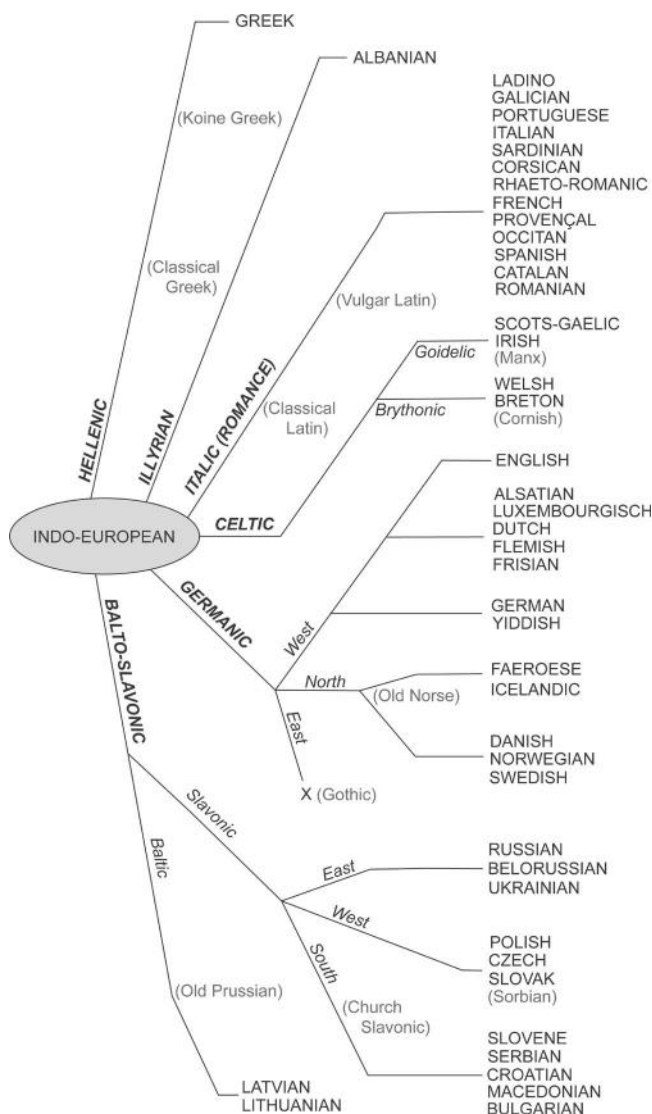 GREEK
ALBANIAN
(Koine Greek)
(Classical
Greek)
HELLENIC
ILLYRIAN
ITALIC (ROMANCE)
(Vulgar Latin)
(Classical
Latin)
LADINO
GALICIAN
PORTUGUESE
ITALIAN
SARDINIAN
CORSICAN
RHAETO-ROMANIC
FRENCH
PROVENÇAL
OCCITAN
SPANISH
CATALAN
ROMANIAN
INDO-EUROPEAN
CELTIC
Goidelic
SCOTS-GAELIC
IRISH
(Manx)
Brythonic
WELSH
BRETON
(Cornish)
GERMANIC
West
ENGLISH
ALSATIAN
LUXEMBOURGISCH
DUTCH
FLEMISH
FRISIAN
GERMAN
YIDDISH
North
(Old Norse)
FAEROESE
ICELANDIC
DANISH
NORWEGIAN
SWEDISH
East
X (Gothic)
BALTO-SLAVONIC
Slavonic
East
RUSSIAN
BELORUSSIAN
UKRAINIAN
West
POLISH
CZECH
SLOVAK
(Sorbian)
South
(Church
Slavonic)
SLOVENE
SERBIAN
CROATIAN
MACEDONIAN
BULGARIAN
Baltic
(Old Prussian)
LATVIAN
LITHUANIAN